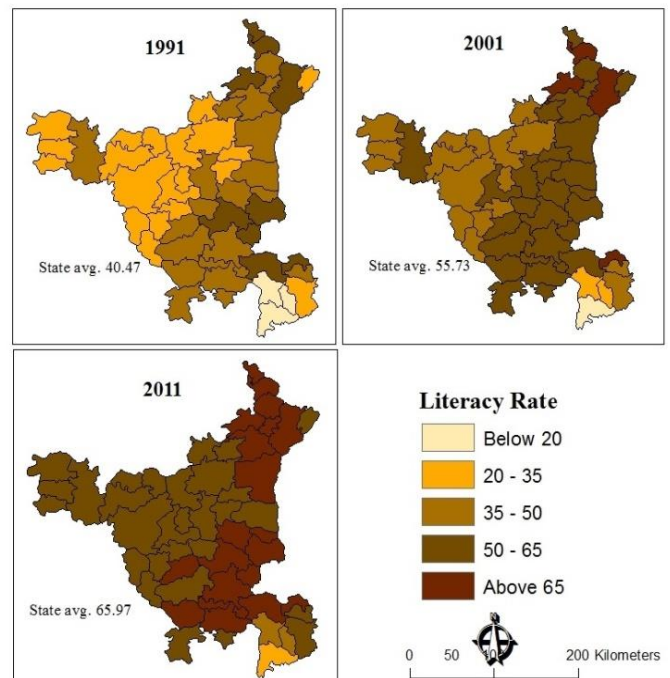 1991
State avg. 40.47
2001
State avg. 55.73
2011
State avg. 65.97
Literacy Rate
Below 20
20 - 35
35 - 50
50 - 65
Above 65
N
0 50 100 200 Kilometers